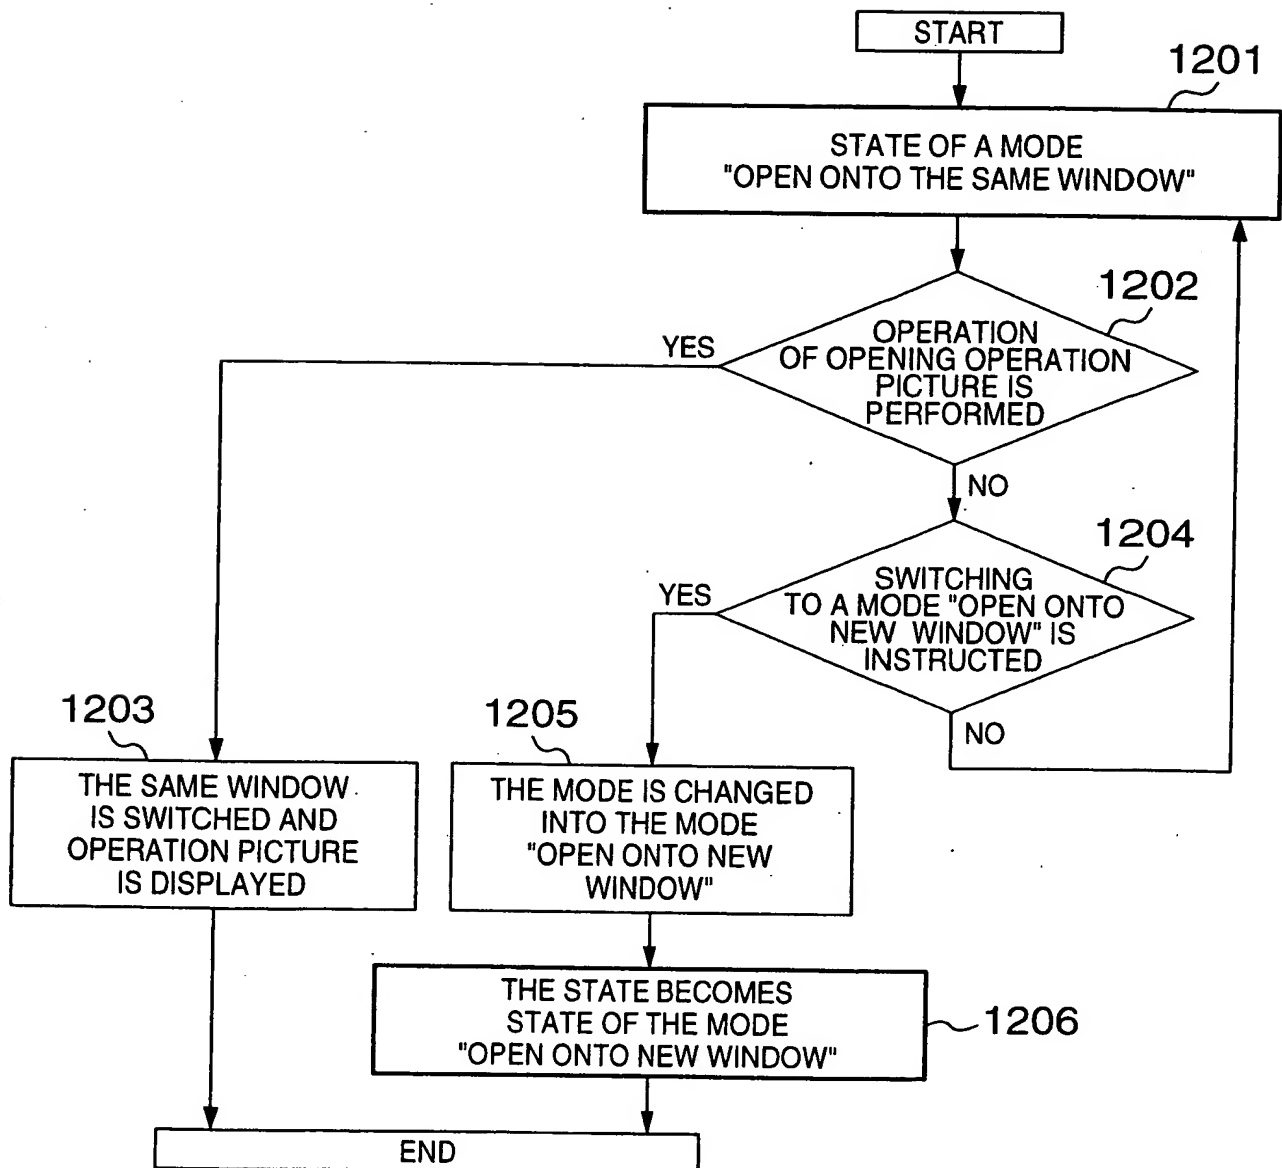 START
1201
STATE OF A MODE
"OPEN ONTO THE SAME WINDOW"
1202
OPERATION
OF OPENING OPERATION
PICTURE IS
PERFORMED
YES
NO
1204
SWITCHING
TO A MODE "OPEN ONTO
NEW WINDOW" IS
INSTRUCTED
YES
NO
1203
THE SAME WINDOW
IS SWITCHED AND
OPERATION PICTURE
IS DISPLAYED
1205
THE MODE IS CHANGED
INTO THE MODE
"OPEN ONTO NEW
WINDOW"
THE STATE BECOMES
STATE OF THE MODE
"OPEN ONTO NEW WINDOW"
1206
END